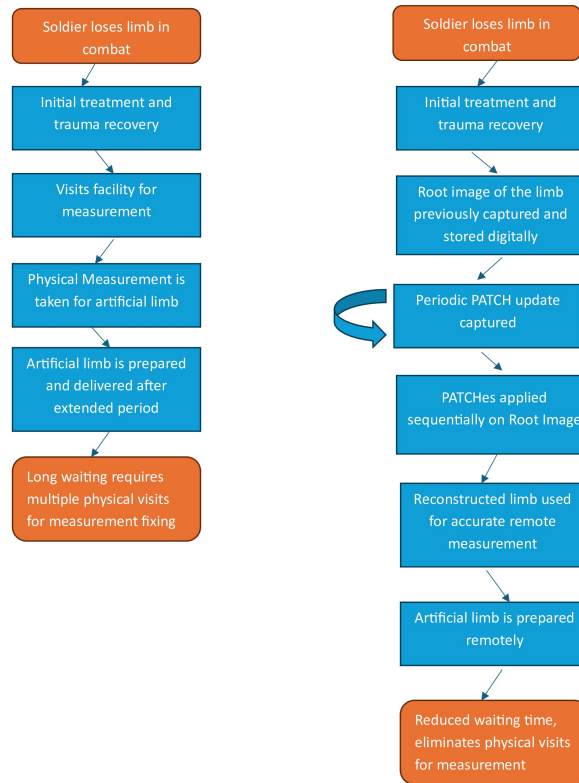 Soldier loses limb in
combat
Initial treatment and
trauma recovery
Visits facility for
measurement
Physical Measurement is
taken for artificial limb
Artificial limb is prepared
and delivered after
extended period
Long waiting requires
multiple physical visits
for measurement fixing
Soldier loses limb in
combat
Initial treatment and
trauma recovery
Root image of the limb
previously captured and
stored digitally
Periodic PATCH update
captured
PATCHes applied
sequentially on Root Image
Reconstructed limb used
for accurate remote
measurement
Artificial limb is prepared
remotely
Reduced waiting time,
eliminates physical visits
for measurement